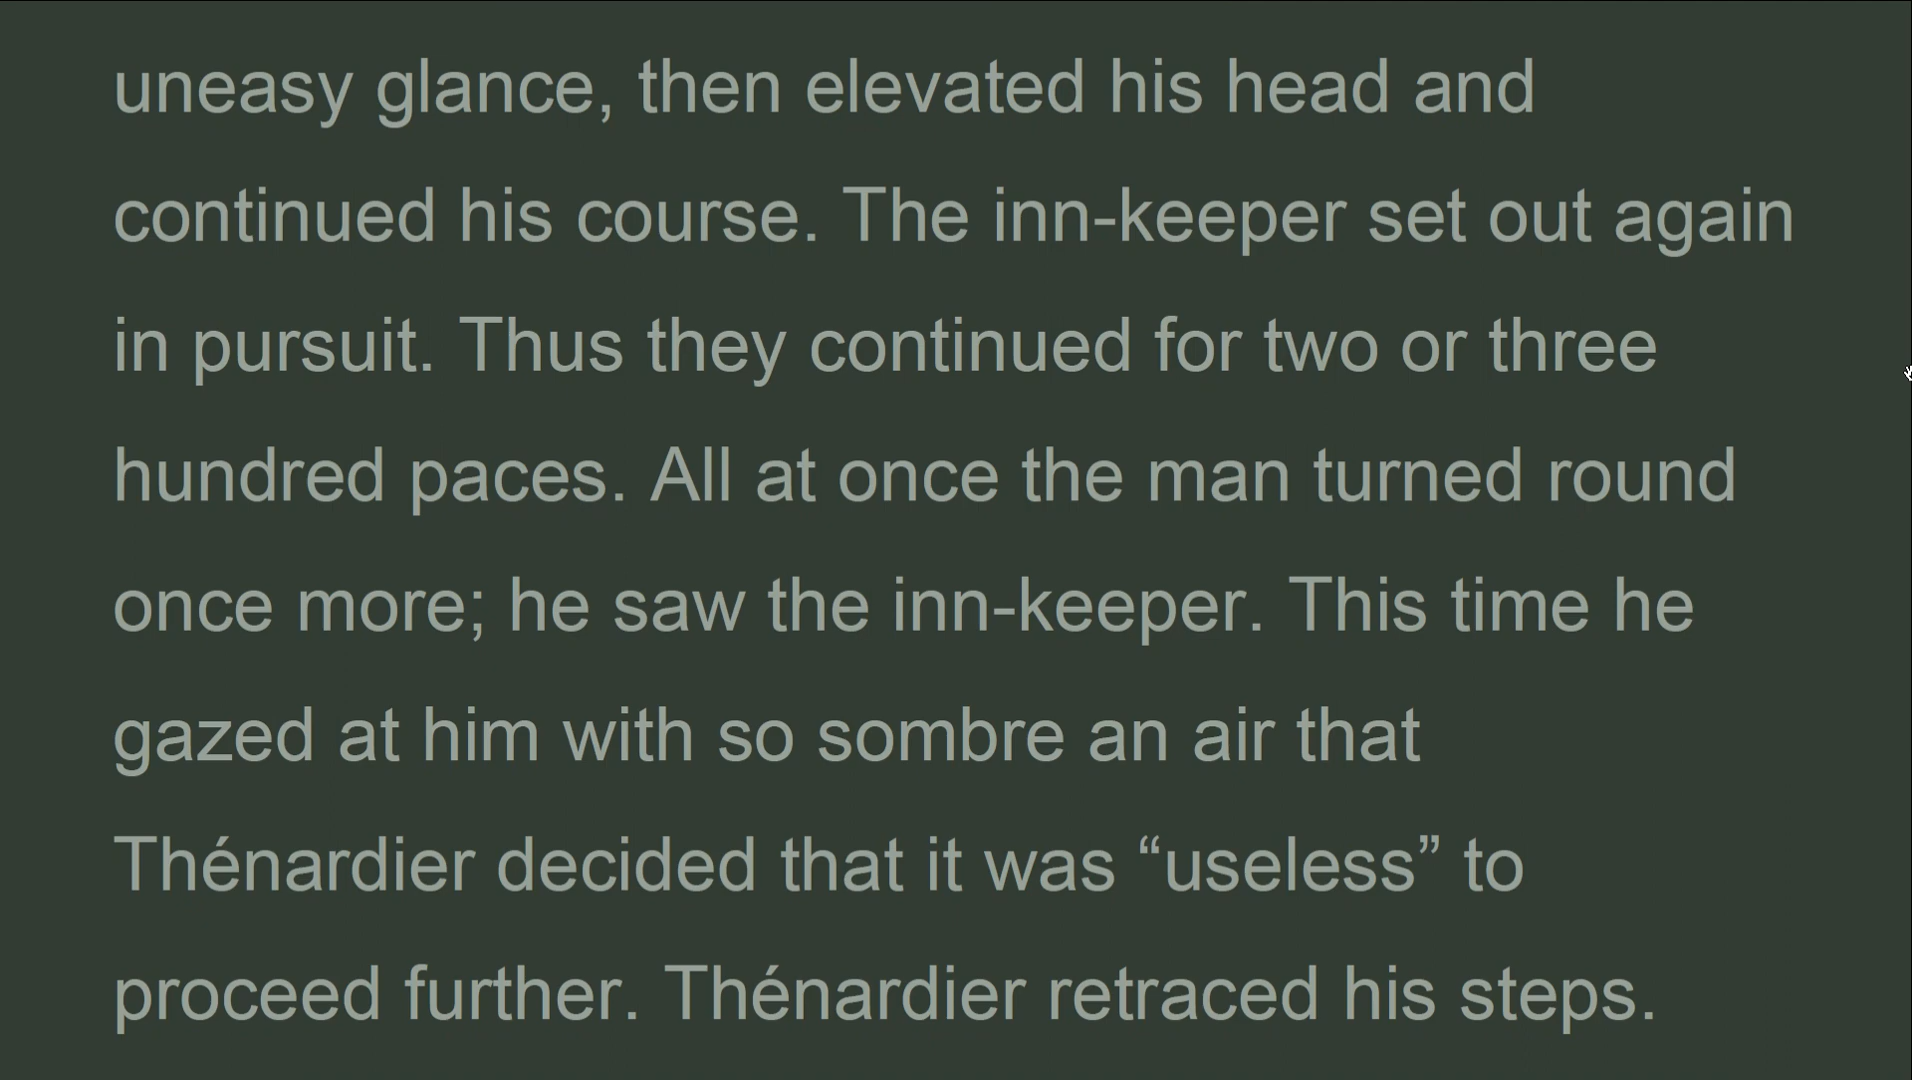 uneasy glance, then elevated his head and
continued his course. The inn-keeper set out again
in pursuit. Thus they continued for two or three
hundred paces. All at once the man turned round
once more; he saw the inn-keeper. This time he
gazed at him with so sombre an air that
Thénardier decided that it was “useless” to
proceed further. Thénardier retraced his steps.